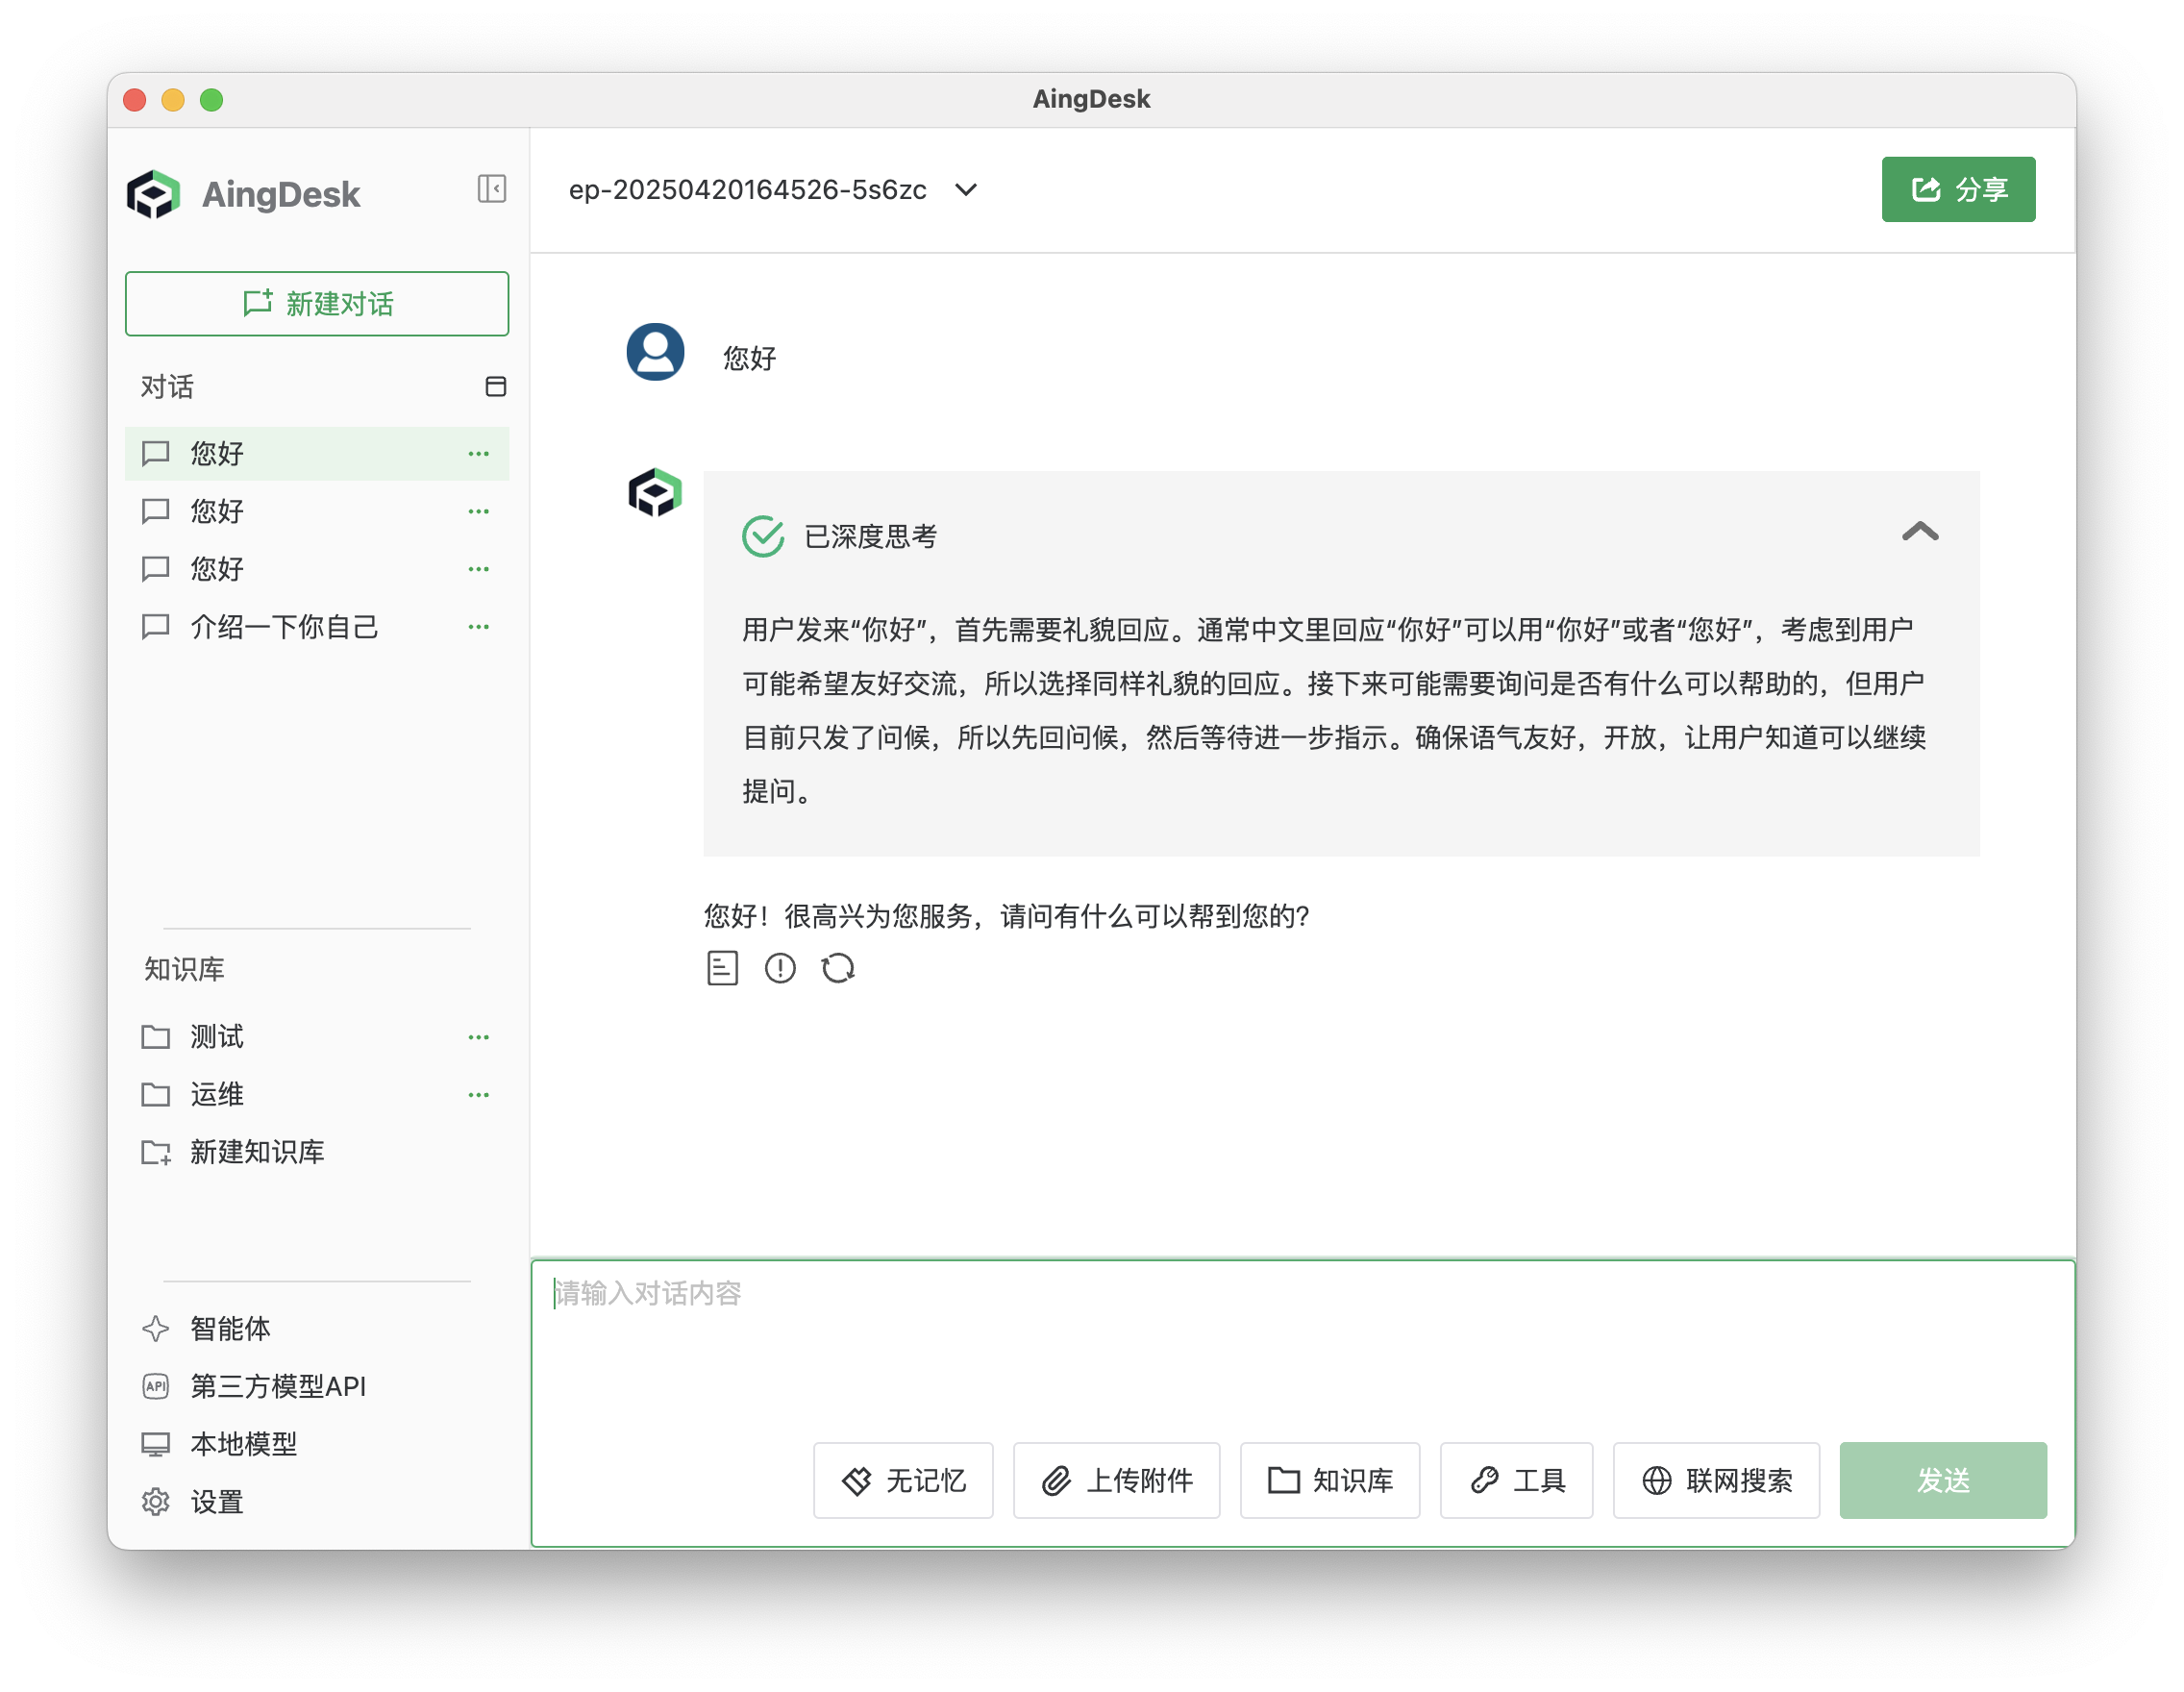 AingDesk
AingDesk
新建对话
对话
您好
您好
您好
介绍一下你自己
知识库
测试
运维
新建知识库
智能体
API 第三方模型API
本地模型
设置
ep-20250420164526-5s6zc
分享
您好
已深度思考
用户发来“你好”，首先需要礼貌回应。通常中文里回应“你好”可以用“你好”或者“您好”，考虑到用户
可能希望友好交流，所以选择同样礼貌的回应。接下来可能需要询问是否有什么可以帮助的，但用户
目前只发了问候，所以先回问候，然后等待进一步指示。确保语气友好，开放，让用户知道可以继续
提问。
您好！很高兴为您服务，请问有什么可以帮到您的?
请输入对话内容
无记忆 上传附件 知识库 工具 联网搜索 发送